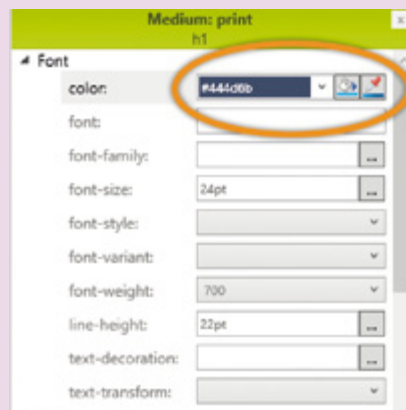 Medium: print
h1
Font
color: #444d6b
font:
font-family: ...
font-size: 24pt ...
font-style:
font-variant:
font-weight: 700
line-height: 22pt ...
text-decoration: ...
text-transform: